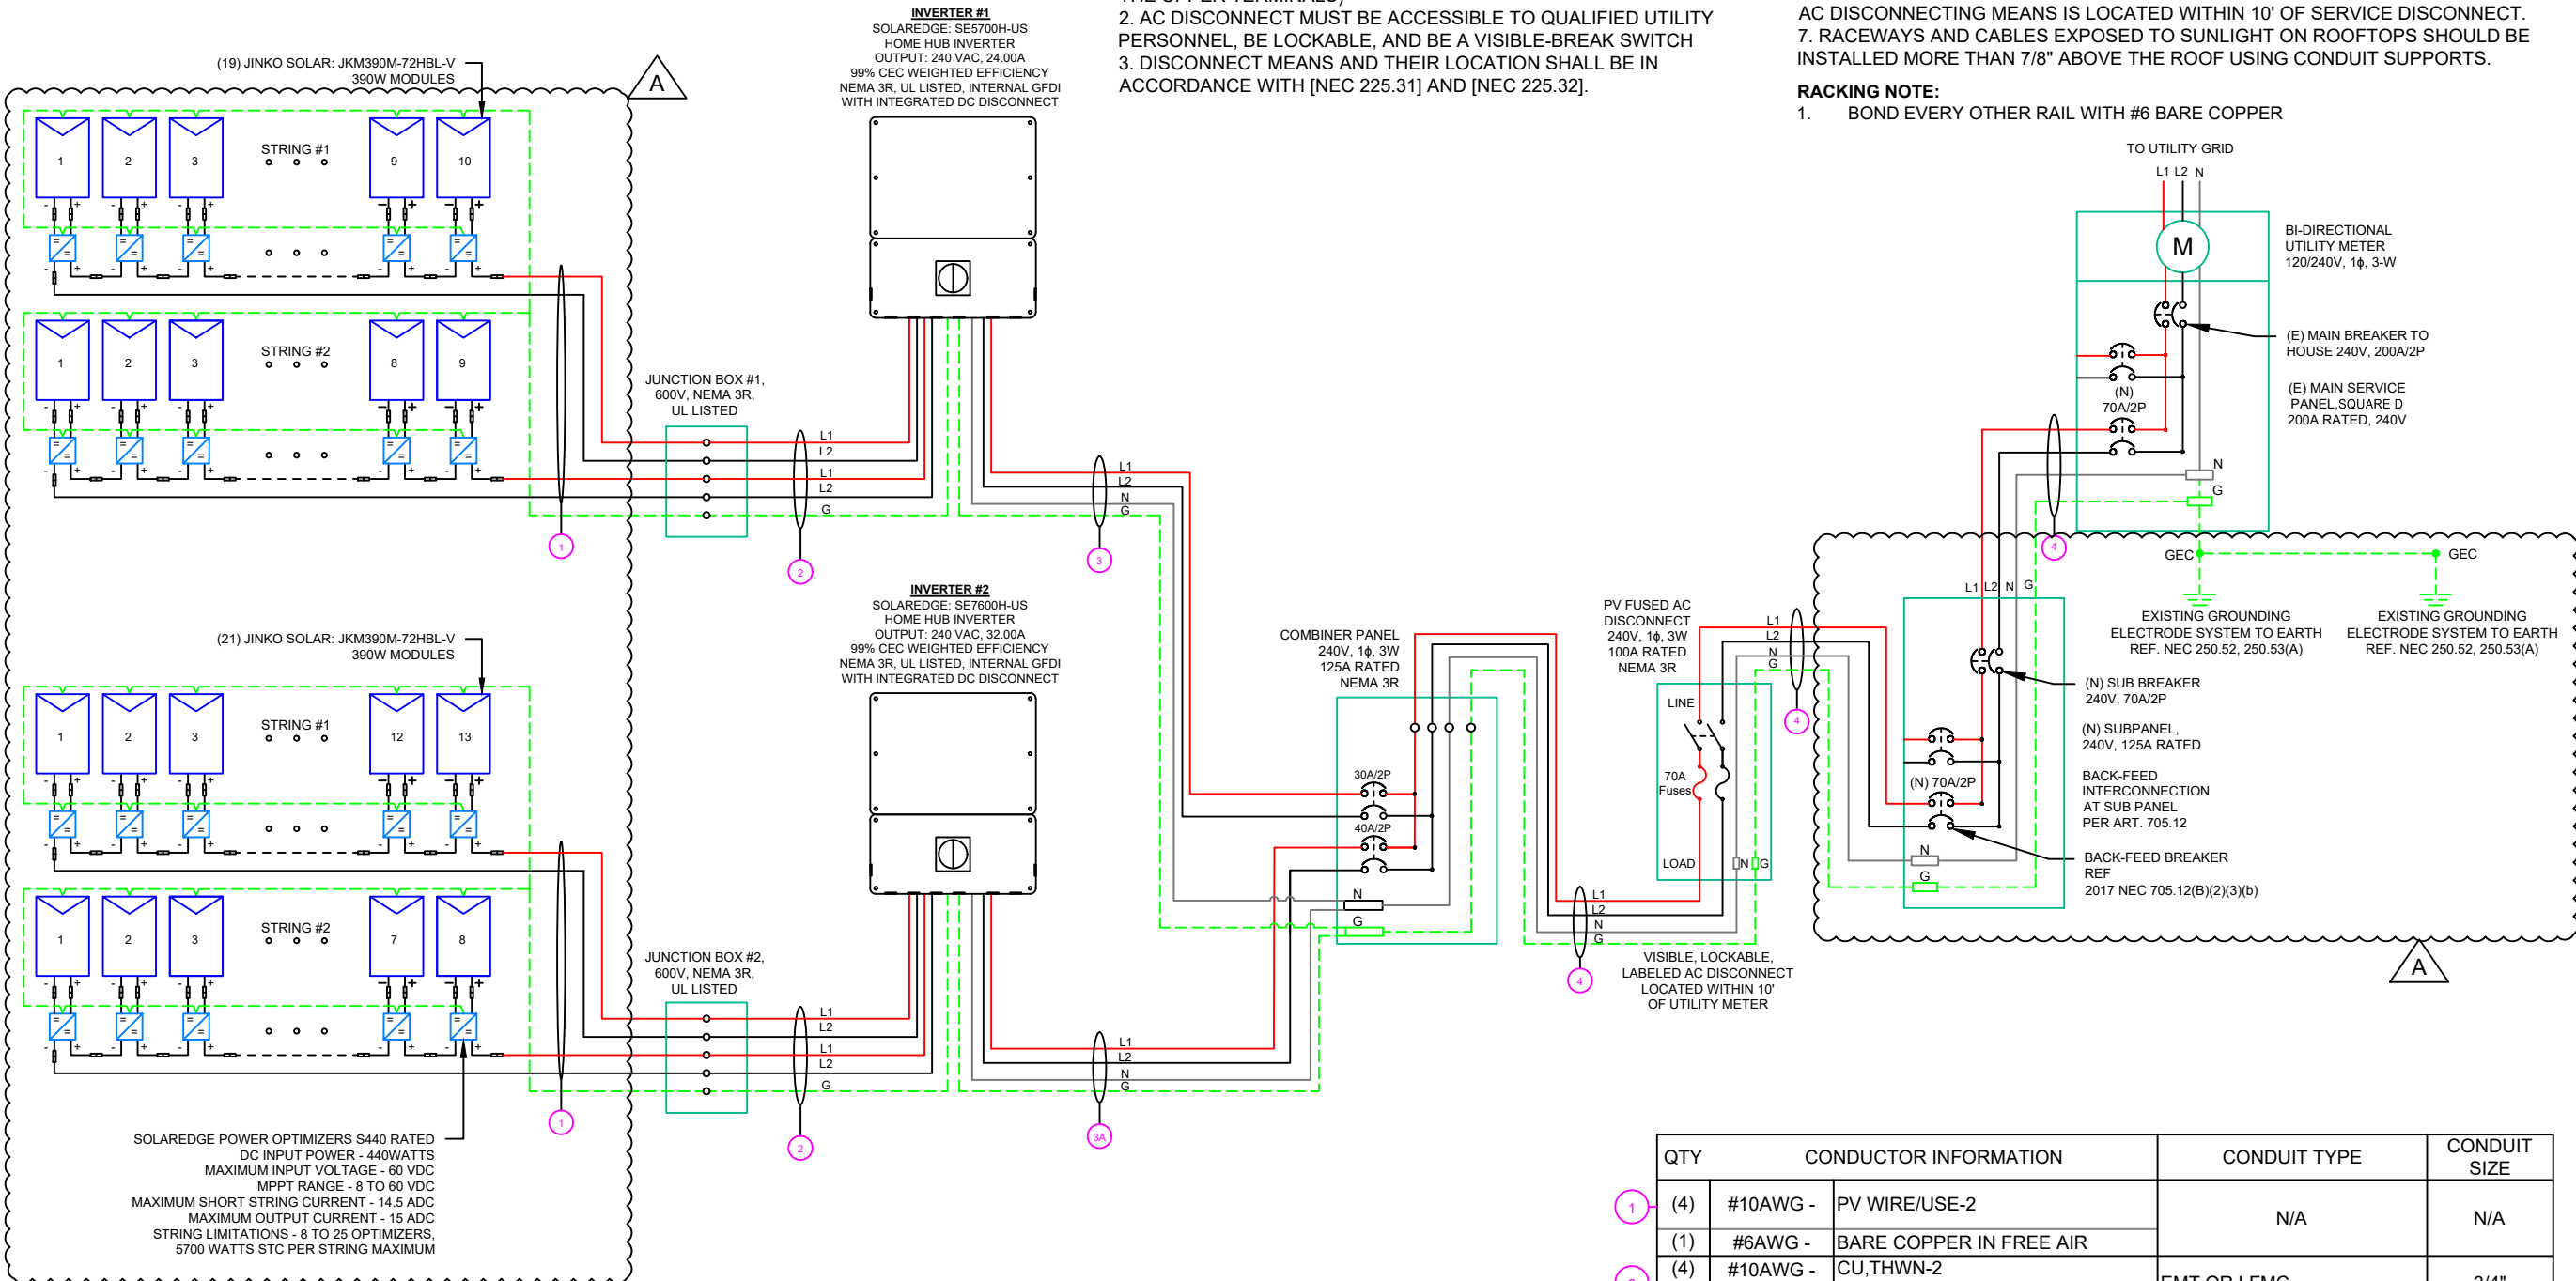 THE UPPER TERMINALS)
2. AC DISCONNECT MUST BE ACCESSIBLE TO QUALIFIED UTILITY
PERSONNEL, BE LOCKABLE, AND BE A VISIBLE-BREAK SWITCH
3. DISCONNECT MEANS AND THEIR LOCATION SHALL BE IN
ACCORDANCE WITH [NEC 225.31] AND [NEC 225.32].
AC DISCONNECTING MEANS IS LOCATED WITHIN 10' OF SERVICE DISCONNECT.
7. RACEWAYS AND CABLES EXPOSED TO SUNLIGHT ON ROOFTOPS SHOULD BE
INSTALLED MORE THAN 7/8" ABOVE THE ROOF USING CONDUIT SUPPORTS.
RACKING NOTE:
1. BOND EVERY OTHER RAIL WITH #6 BARE COPPER
INVERTER #1
SOLAREDGE: SE5700H-US
HOME HUB INVERTER
OUTPUT: 240 VAC, 24.00A
99% CEC WEIGHTED EFFICIENCY
NEMA 3R, UL LISTED, INTERNAL GFDI
WITH INTEGRATED DC DISCONNECT
(19) JINKO SOLAR: JKM390M-72HBL-V
390W MODULES
A
1 2 3 STRING #1 9 10
- + - + - + - + - +
= = = = = = = = = =
- + - + - + - + - +
1 2 3 STRING #2 8 9
- + - + - + - + - +
= = = = = = = = = =
- + - + - + - + - +
1
JUNCTION BOX #1,
600V, NEMA 3R,
UL LISTED
L1
L2
L1
L2
G
2
L1
L2
N
G
3
INVERTER #2
SOLAREDGE: SE7600H-US
HOME HUB INVERTER
OUTPUT: 240 VAC, 32.00A
99% CEC WEIGHTED EFFICIENCY
NEMA 3R, UL LISTED, INTERNAL GFDI
WITH INTEGRATED DC DISCONNECT
(21) JINKO SOLAR: JKM390M-72HBL-V
390W MODULES
1 2 3 STRING #1 12 13
- + - + - + - + - +
= = = = = = = = = =
- + - + - + - + - +
1 2 3 STRING #2 7 8
- + - + - + - + - +
= = = = = = = = = =
- + - + - + - + - +
1
JUNCTION BOX #2,
600V, NEMA 3R,
UL LISTED
L1
L2
L1
L2
G
2
L1
L2
N
G
3A
SOLAREDGE POWER OPTIMIZERS S440 RATED
DC INPUT POWER - 440WATTS
MAXIMUM INPUT VOLTAGE - 60 VDC
MPPT RANGE - 8 TO 60 VDC
MAXIMUM SHORT STRING CURRENT - 14.5 ADC
MAXIMUM OUTPUT CURRENT - 15 ADC
STRING LIMITATIONS - 8 TO 25 OPTIMIZERS,
5700 WATTS STC PER STRING MAXIMUM
COMBINER PANEL
240V, 1ϕ, 3W
125A RATED
NEMA 3R
30A/2P
40A/2P
N
G
L1
L2
N
G
4
PV FUSED AC
DISCONNECT
240V, 1ϕ, 3W
100A RATED
NEMA 3R
LINE
70A
Fuses
LOAD
N G
VISIBLE, LOCKABLE,
LABELED AC DISCONNECT
LOCATED WITHIN 10'
OF UTILITY METER
L1
L2
N
G
4
TO UTILITY GRID
L1 L2 N
M
BI-DIRECTIONAL
UTILITY METER
120/240V, 1ϕ, 3-W
(E) MAIN BREAKER TO
HOUSE 240V, 200A/2P
(E) MAIN SERVICE
PANEL,SQUARE D
200A RATED, 240V
(N)
70A/2P
N
G
4
GEC
GEC
EXISTING GROUNDING
ELECTRODE SYSTEM TO EARTH
REF. NEC 250.52, 250.53(A)
EXISTING GROUNDING
ELECTRODE SYSTEM TO EARTH
REF. NEC 250.52, 250.53(A)
L1 L2 N G
(N) SUB BREAKER
240V, 70A/2P
(N) SUBPANEL,
240V, 125A RATED
(N) 70A/2P
BACK-FEED
INTERCONNECTION
AT SUB PANEL
PER ART. 705.12
N
G
BACK-FEED BREAKER
REF
2017 NEC 705.12(B)(2)(3)(b)
A
QTY CONDUCTOR INFORMATION CONDUIT TYPE CONDUIT SIZE
1 (4) #10AWG - PV WIRE/USE-2 N/A N/A
(1) #6AWG - BARE COPPER IN FREE AIR
(4) #10AWG - CU,THWN-2